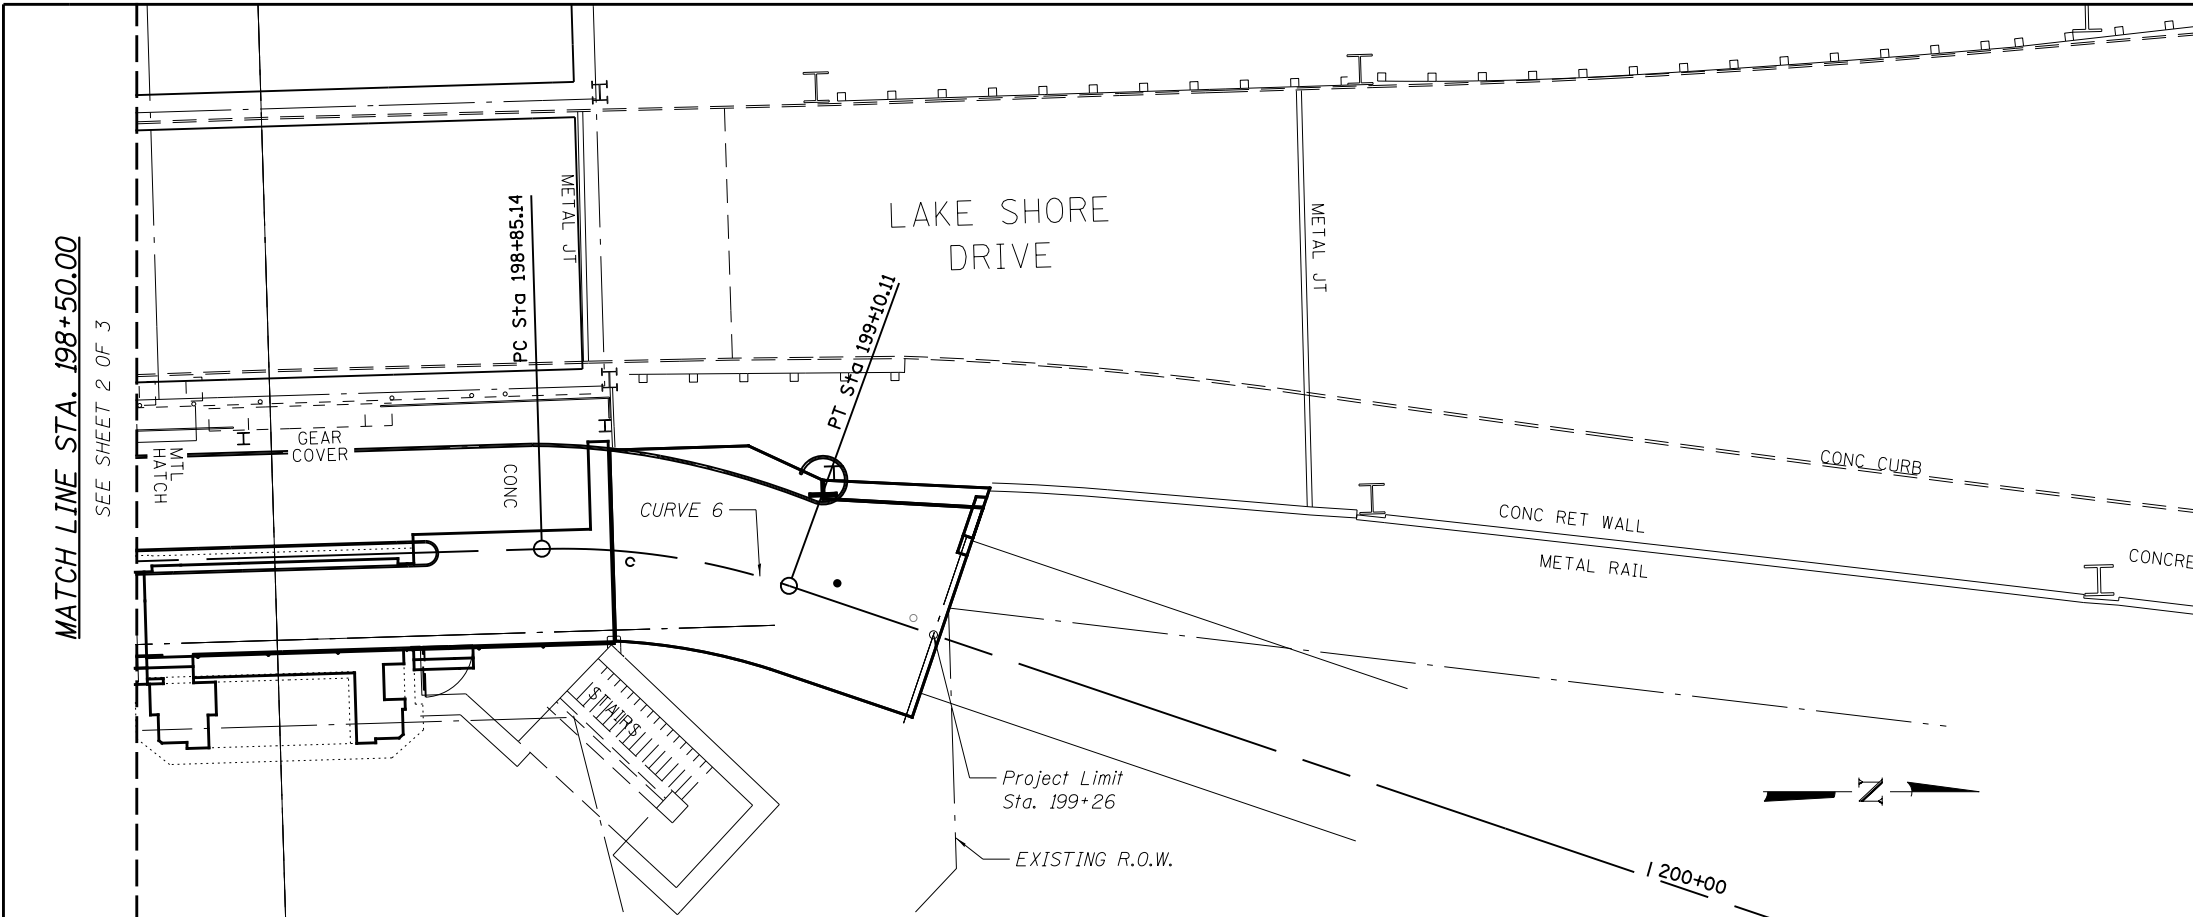 MATCH LINE STA. 198+50.00
SEE SHEET 2 OF 3
METAL JT
PC Sta 198+85.14
LAKE SHORE
DRIVE
PT Sta 199+10.11
METAL JT
GEAR
COVER
MTL
HATCH
CONC
CURVE 6
CONC CURB
CONC RET WALL
METAL RAIL
CONCRE
STAIRS
Project Limit
Sta. 199+26
EXISTING R.O.W.
N
200+00